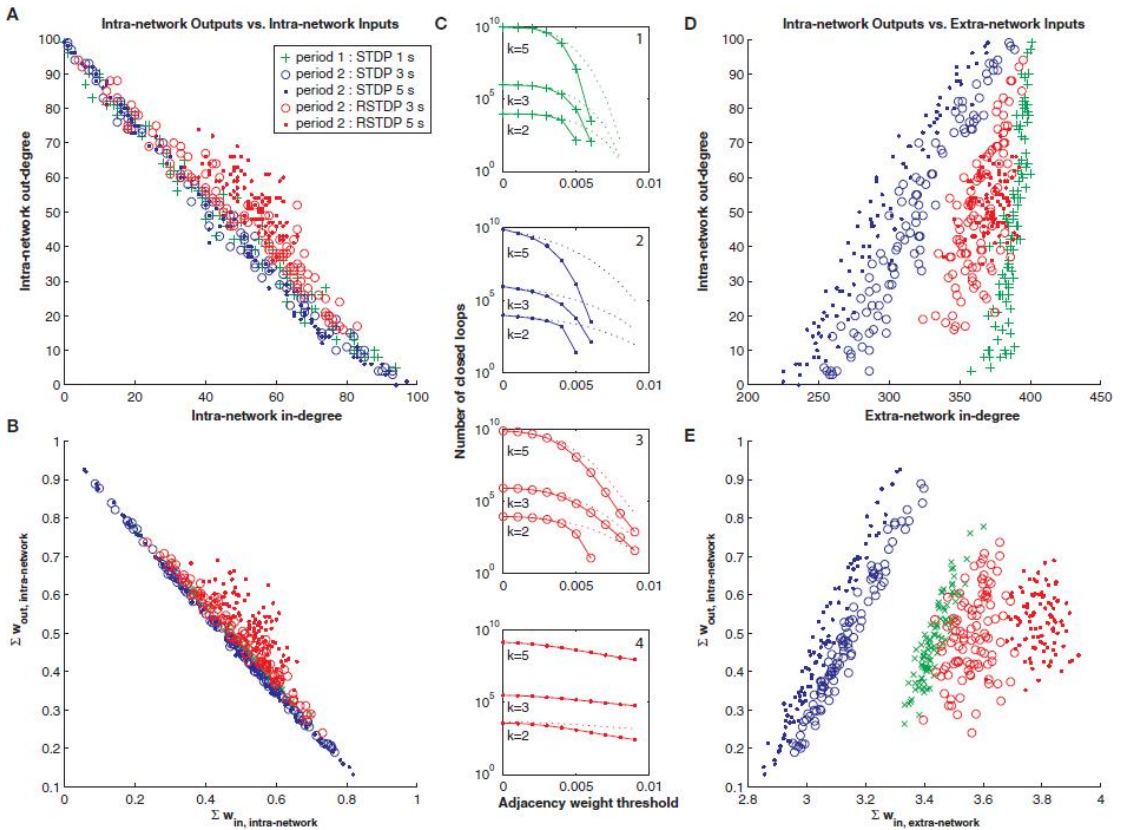 A
Intra-network Outputs vs. Intra-network Inputs
Intra-network out-degree
100
90
80
70
60
50
40
30
20
10
0
period 1 : STDP 1 s
period 2 : STDP 3 s
period 2 : STDP 5 s
period 2 : RSTDP 3 s
period 2 : RSTDP 5 s
0 20 40 60 80 100
Intra-network in-degree
B
Σ w out, intra-network
1
0.9
0.8
0.7
0.6
0.5
0.4
0.3
0.2
0.1
0 0.2 0.4 0.6 0.8 1
Σ w in, intra-network
C
Number of closed loops
10^10
10^5
10^0
1
k=5
k=3
k=2
0 0.005 0.01
10^10
10^5
10^0
2
k=5
k=3
k=2
0 0.005 0.01
10^10
10^5
10^0
3
k=5
k=3
k=2
0 0.005 0.01
10^10
10^5
10^0
4
k=5
k=3
k=2
0 0.005 0.01
Adjacency weight threshold
D
Intra-network Outputs vs. Extra-network Inputs
Intra-network out-degree
100
90
80
70
60
50
40
30
20
10
0
200 250 300 350 400 450
Extra-network in-degree
E
Σ w out, intra-network
1
0.9
0.8
0.7
0.6
0.5
0.4
0.3
0.2
0.1
2.8 3 3.2 3.4 3.6 3.8 4
Σ w in, extra-network